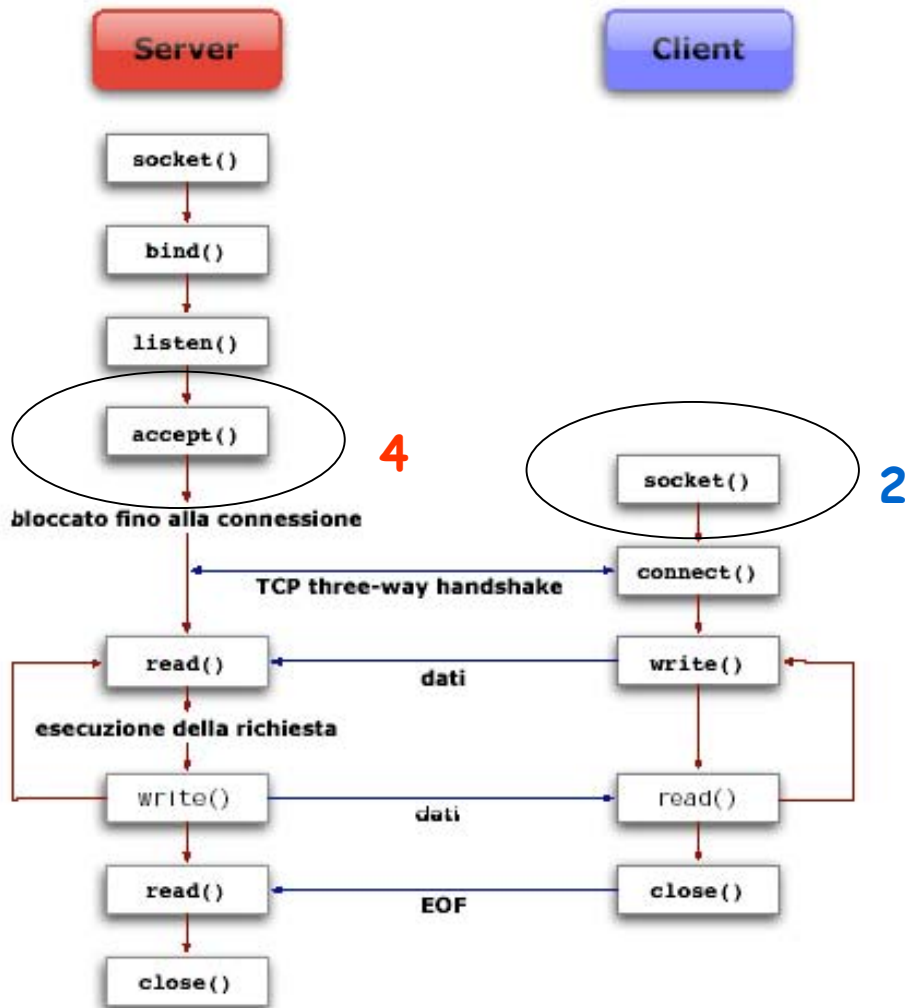 Server
Client
socket()
bind()
listen()
accept()
4
socket()
2
bloccato fino alla connessione
connect()
TCP three-way handshake
read()
write()
dati
esecuzione della richiesta
write()
read()
dati
read()
close()
EOF
close()